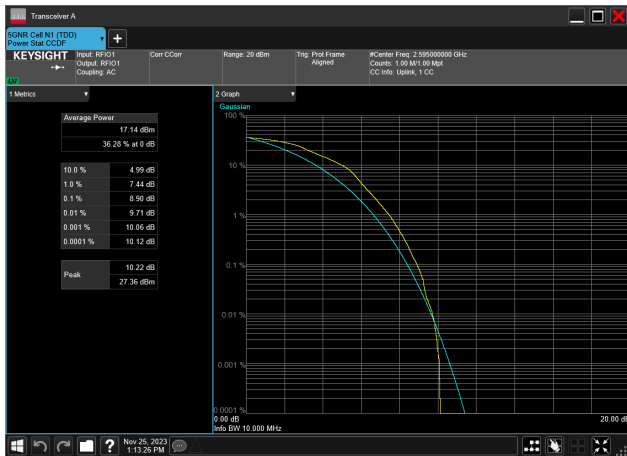 Transceiver A
5GNR Cell N1 (TDD)
Power Stat CCDF
KEYSIGHT
LXI
Input: RFIO1
Output: RFIO1
Coupling: AC
Corr CCorr
Range: 20 dBm
Trig: Prot Frame
Aligned
#Center Freq: 2.595000000 GHz
Counts: 1.00 M/1.00 Mpt
CC Info: Uplink, 1 CC
1 Metrics
Average Power
17.14 dBm
36.28 % at 0 dB
10.0 % 4.99 dB
1.0 % 7.44 dB
0.1 % 8.90 dB
0.01 % 9.71 dB
0.001 % 10.06 dB
0.0001 % 10.12 dB
Peak
10.22 dB
27.36 dBm
2 Graph
Gaussian
100 %
10 %
1 %
0.1 %
0.01 %
0.001 %
0.0001 %
0.00 dB 20.00 dB
Info BW 10.000 MHz
Nov 25, 2023
1:13:26 PM